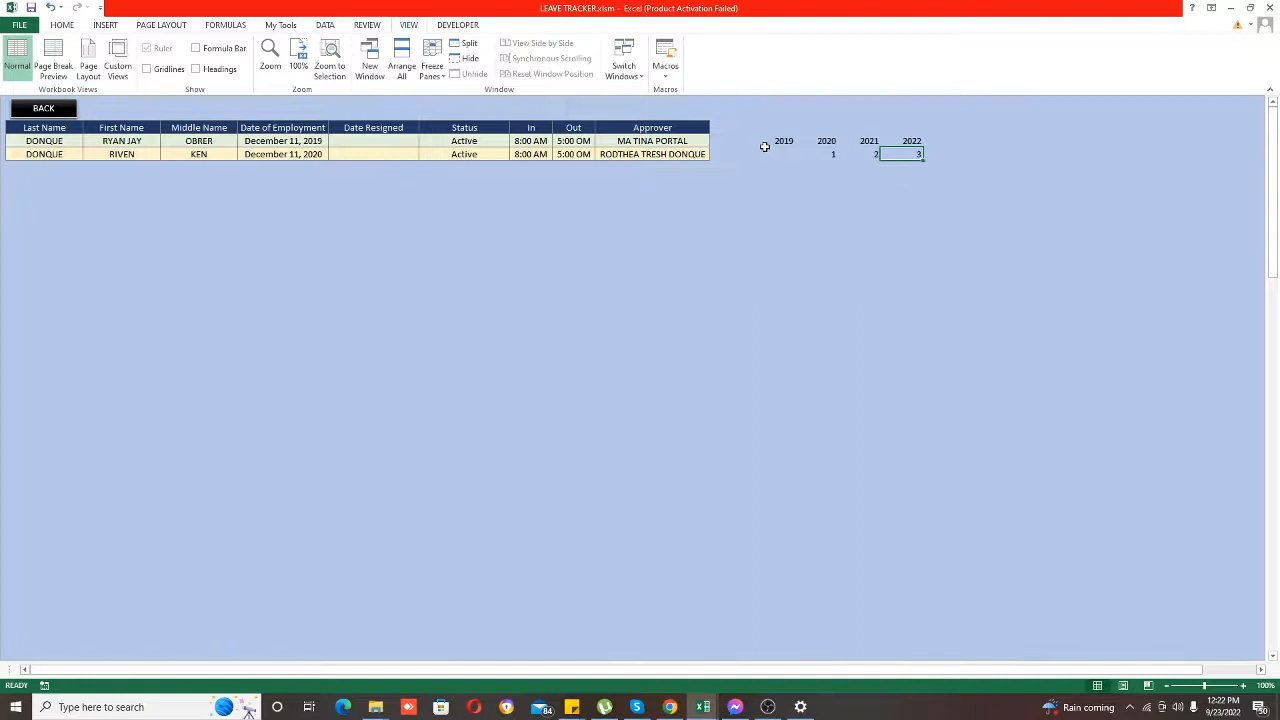 LEAVE TRACKER.xlsm - Excel (Product Activation Failed)
FILE HOME INSERT PAGE LAYOUT FORMULAS My Tools DATA REVIEW VIEW DEVELOPER
Normal Page Break Preview Page Layout Custom Views
Ruler Formula Bar
Gridlines Headings
Zoom 100% Zoom to Selection
New Window Arrange All Freeze Panes
Split
Hide
Unhide
View Side by Side
Synchronous Scrolling
Reset Window Position
Switch Windows
Macros
Workbook Views Show Zoom Window Macros
BACK
Last Name First Name Middle Name Date of Employment Date Resigned Status In Out Approver
DONQUE RYAN JAY OBRER December 11, 2019 Active 8:00 AM 5:00 OM MA TINA PORTAL 2019 2020 2021 2022
DONQUE RIVEN KEN December 11, 2020 Active 8:00 AM 5:00 OM RODTHEA TRESH DONQUE 1 2 3
READY 100%
Type here to search
84
Rain coming
12:22 PM
9/23/2022